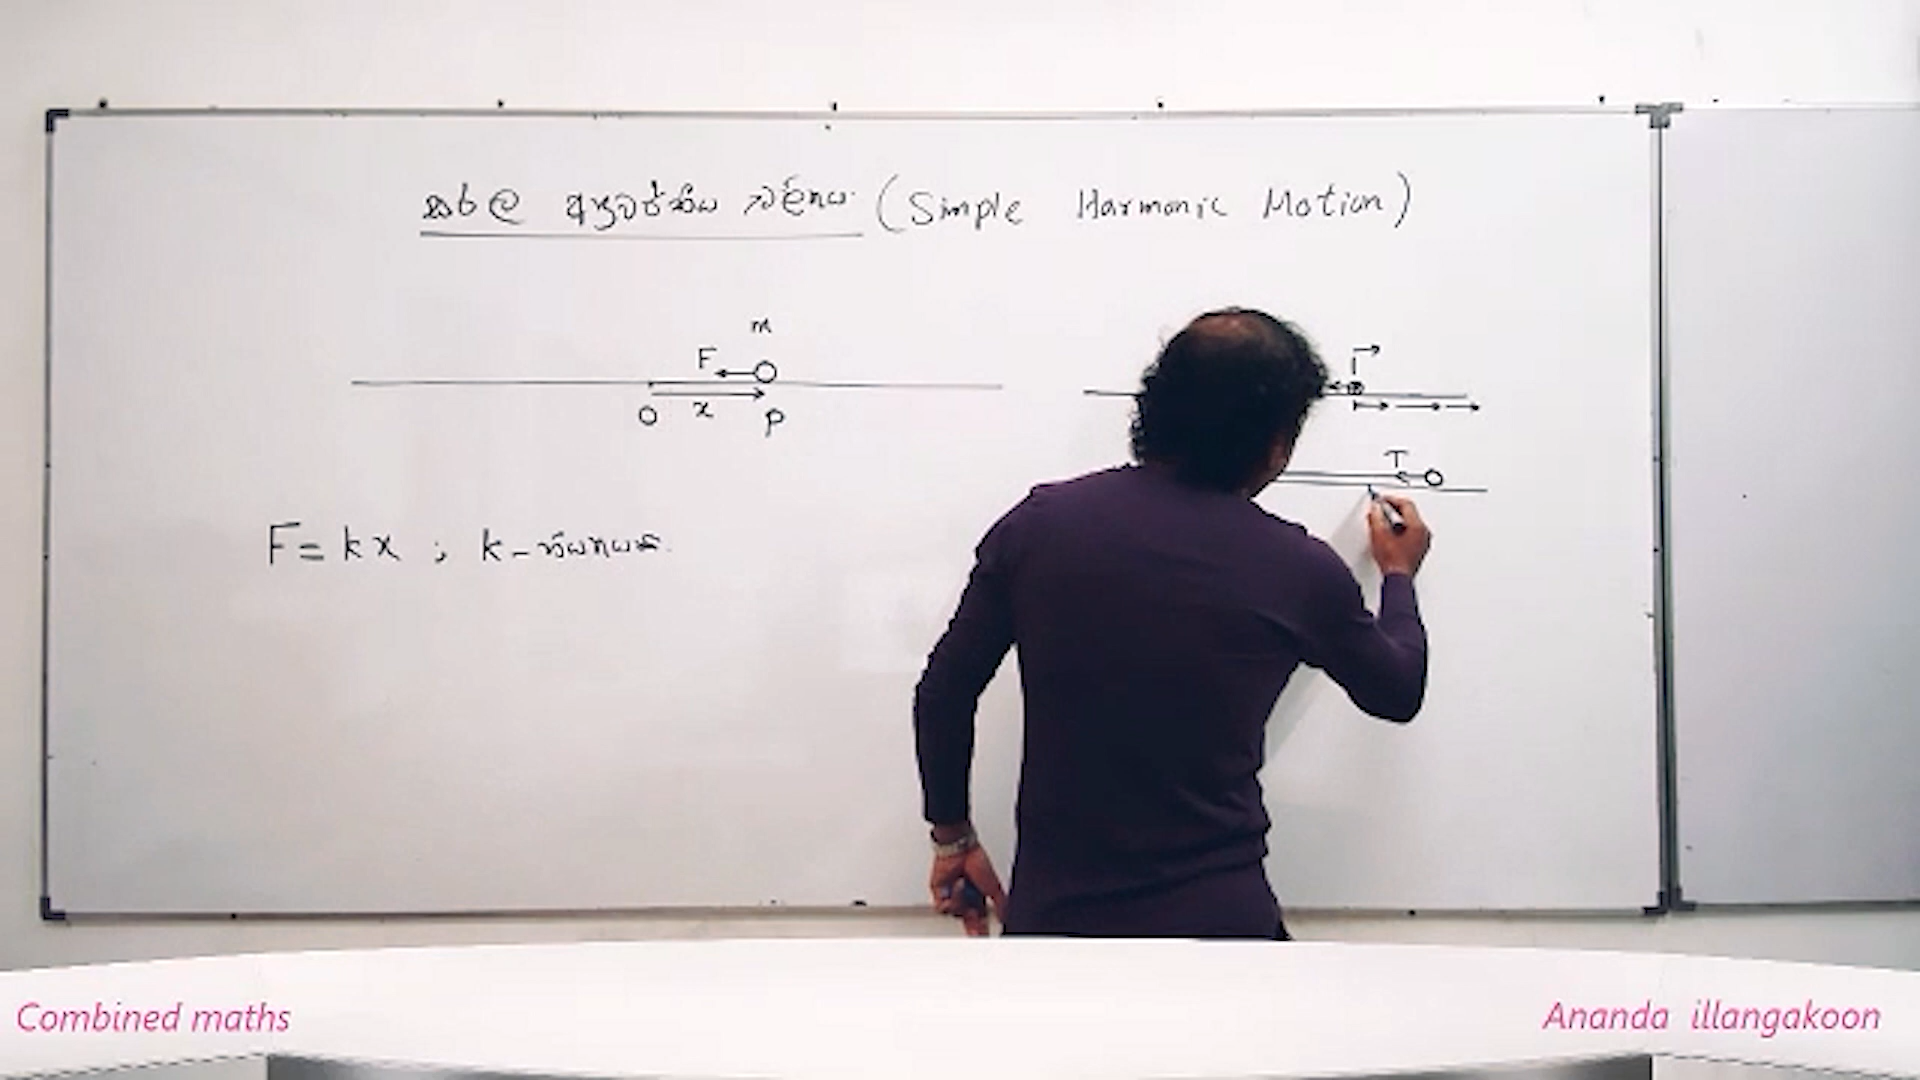 සරල අනුවර්තීය චලිතය (Simple Harmonic Motion)
m
F
x
O
P
T
F = kx ; k - නියතයකි.
Combined maths
Ananda illangakoon